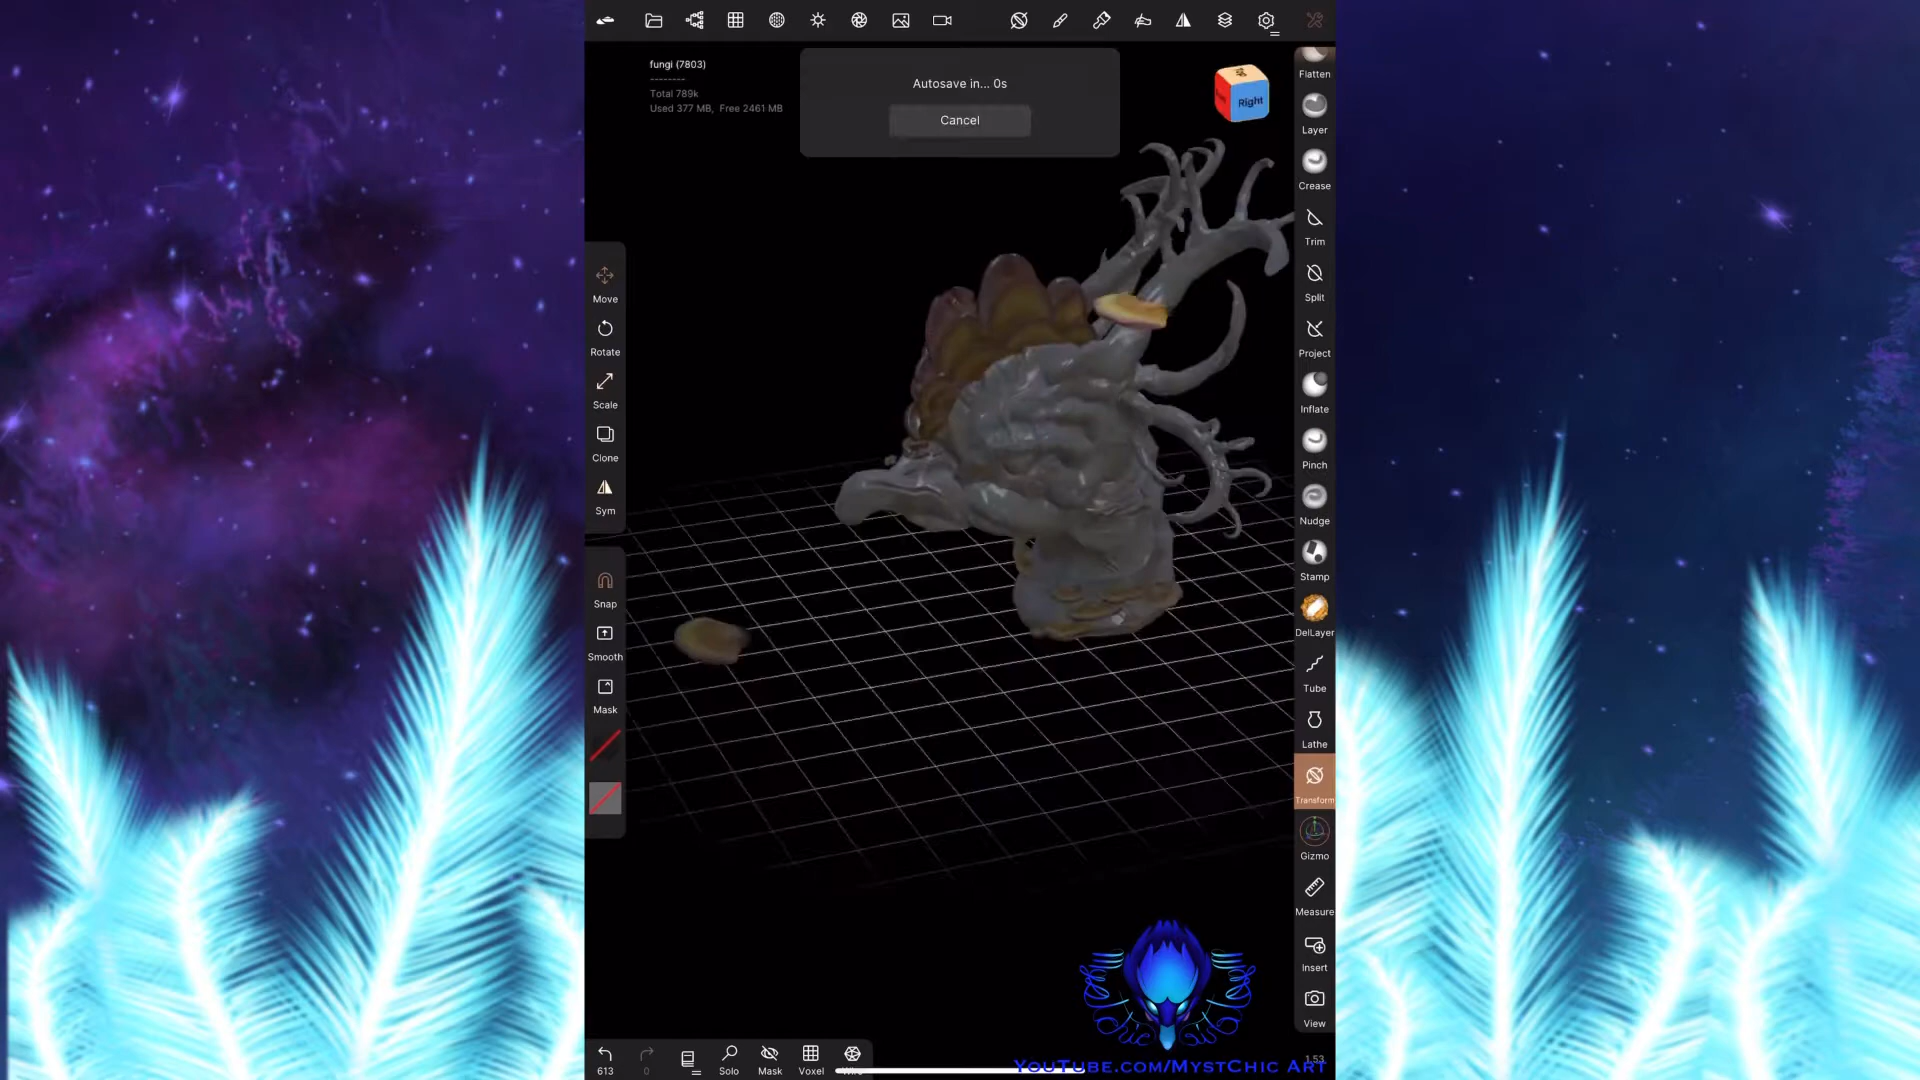 fungi (7803)
--------
Total 789k
Used 377 MB, Free 2461 MB
Autosave in... 0s
Cancel
Right
Move
Rotate
Scale
Clone
Sym
Snap
Smooth
Mask
Flatten
Layer
Crease
Trim
Split
Project
Inflate
Pinch
Nudge
Stamp
DelLayer
Tube
Lathe
Transform
Gizmo
Measure
Insert
View
1.53
613
0
Solo
Mask
Voxel
YouTube.com/MystChic Art